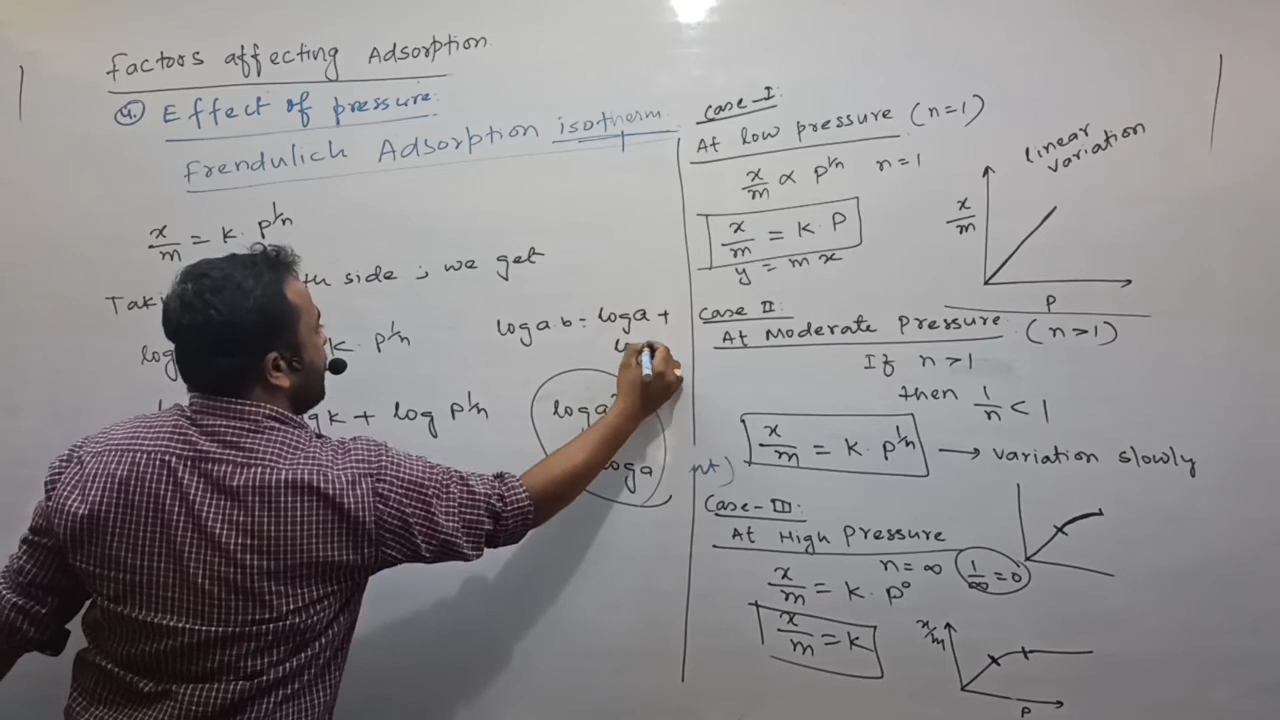 Factors affecting Adsorption
4. Effect of pressure:
Frendulich Adsorption isotherm
x/m = k. p^1/n
side ; we get
log k. p^1/n
k + log p^1/n
log a.b = log a +
log a
log a
Case-I:
At low pressure (n=1)
x/m ∝ p^1/n n=1
x/m = k. P
y = m x
linear variation
x/m
P
Case II:
At Moderate pressure (n>1)
If n>1
then 1/n < 1
x/m = k. p^1/n → variation slowly
Case-III:
At High pressure
n = ∞ 1/∞ = 0
x/m = k. p^0
x/m = k
x/m
P